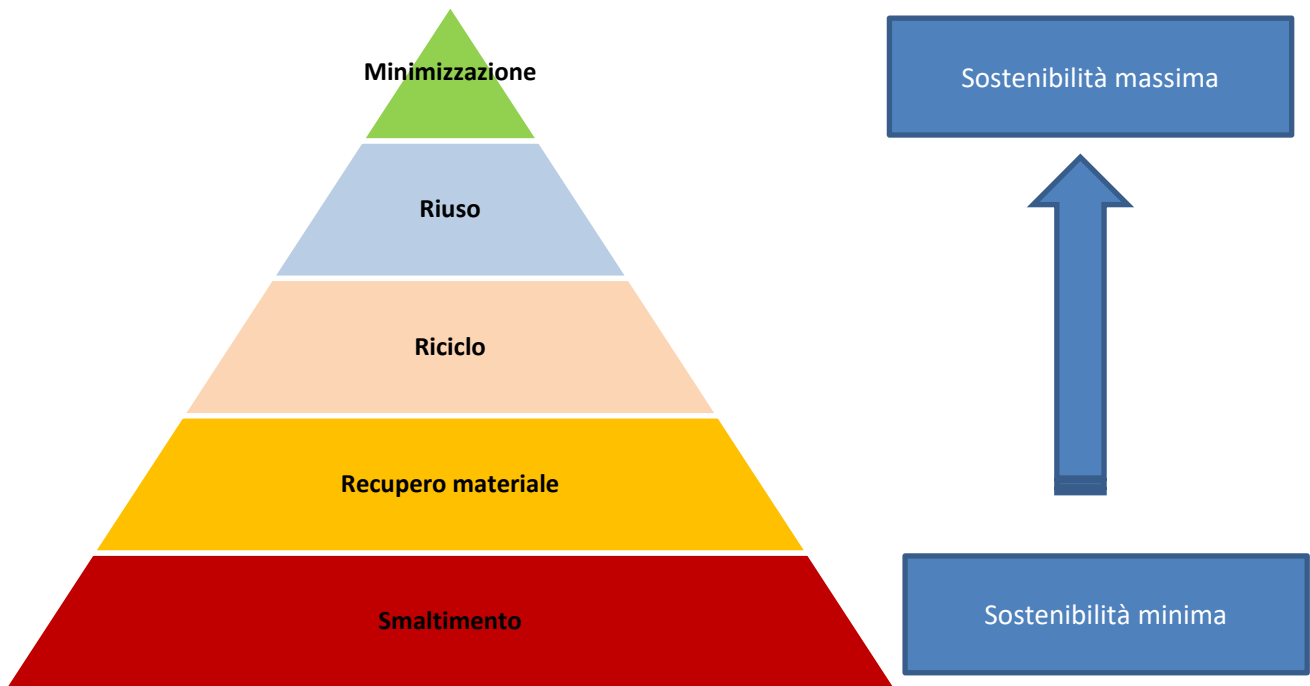 Minimizzazione
Sostenibilità massima
Riuso
Riciclo
Recupero materiale
Smaltimento
Sostenibilità minima